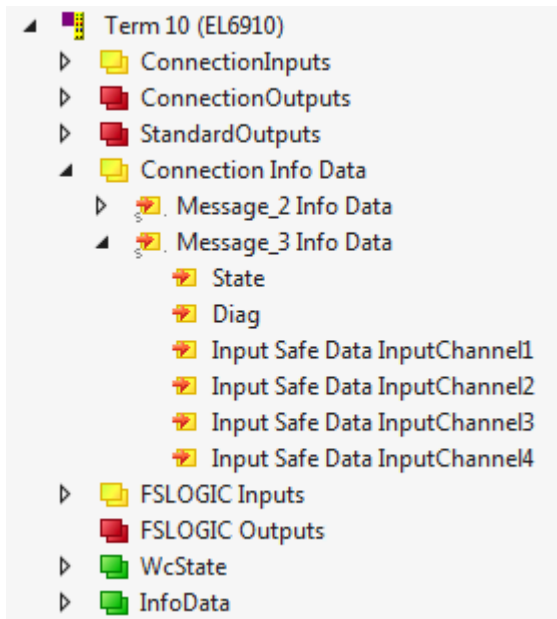 Term 10 (EL6910)
ConnectionInputs
ConnectionOutputs
StandardOutputs
Connection Info Data
Message_2 Info Data
Message_3 Info Data
State
Diag
Input Safe Data InputChannel1
Input Safe Data InputChannel2
Input Safe Data InputChannel3
Input Safe Data InputChannel4
FSLOGIC Inputs
FSLOGIC Outputs
WcState
InfoData